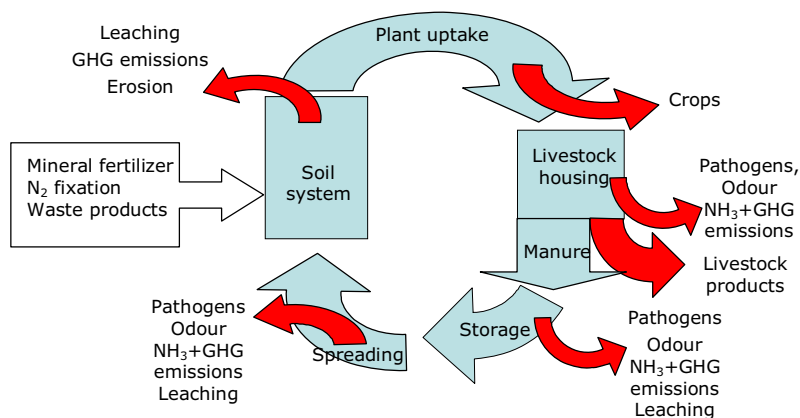 Leaching
GHG emissions
Erosion
Plant uptake
Crops
Mineral fertilizer
N₂ fixation
Waste products
Soil
system
Livestock
housing
Pathogens,
Odour
NH₃+GHG
emissions
Manure
Livestock
products
Storage
Pathogens
Odour
NH₃+GHG
emissions
Leaching
Spreading
Pathogens
Odour
NH₃+GHG
emissions
Leaching